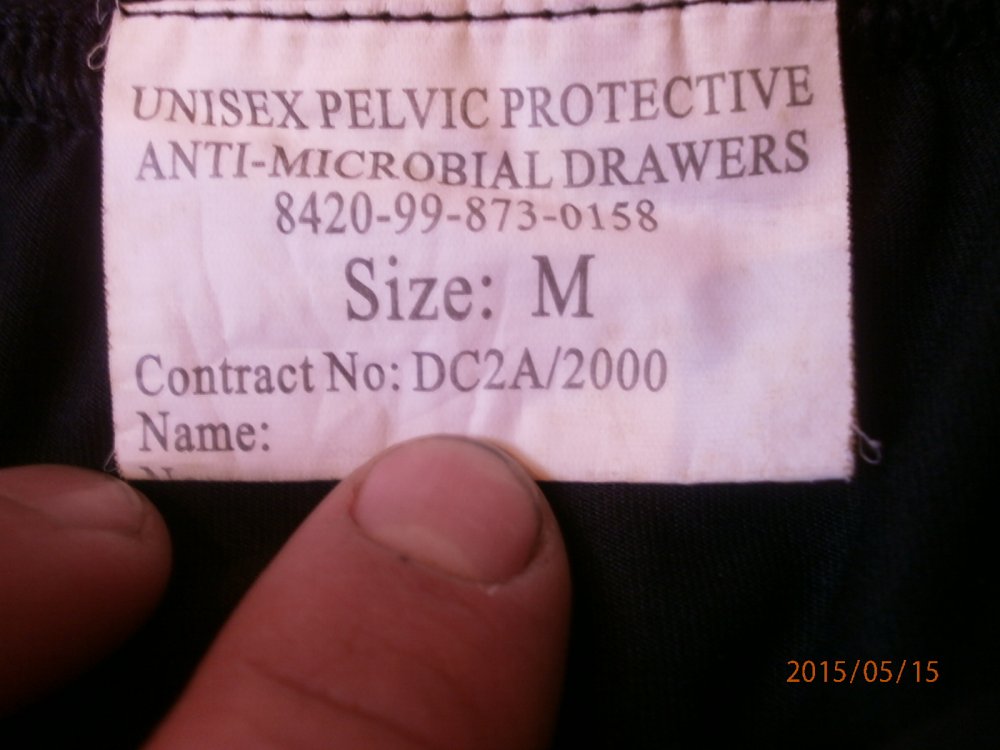 UNISEX PELVIC PROTECTIVE
ANTI-MICROBIAL DRAWERS
8420-99-873-0158
Size: M
Contract No: DC2A/2000
Name:
2015/05/15